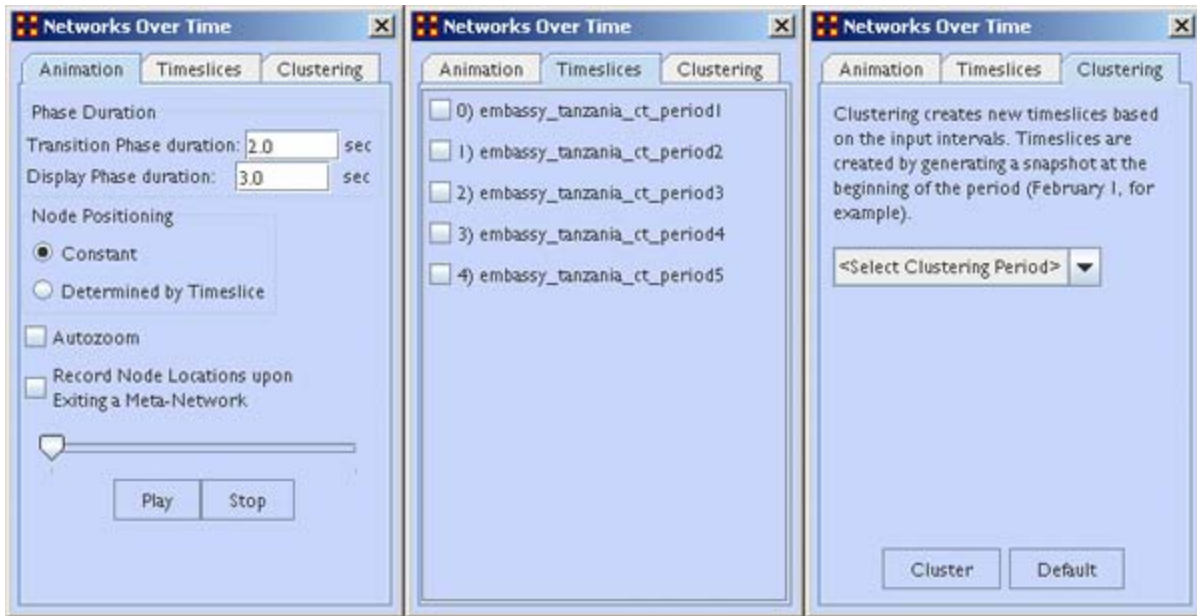 Networks Over Time
Animation Timeslices Clustering
Phase Duration
Transition Phase duration: 2.0 sec
Display Phase duration: 3.0 sec
Node Positioning
Constant
Determined by Timeslice
Autozoom
Record Node Locations upon
Exiting a Meta-Network
Play Stop
Networks Over Time
Animation Timeslices Clustering
0) embassy_tanzania_ct_period1
1) embassy_tanzania_ct_period2
2) embassy_tanzania_ct_period3
3) embassy_tanzania_ct_period4
4) embassy_tanzania_ct_period5
Networks Over Time
Animation Timeslices Clustering
Clustering creates new timeslices based
on the input intervals. Timeslices are
created by generating a snapshot at the
beginning of the period (February 1, for
example).
<Select Clustering Period>
Cluster Default